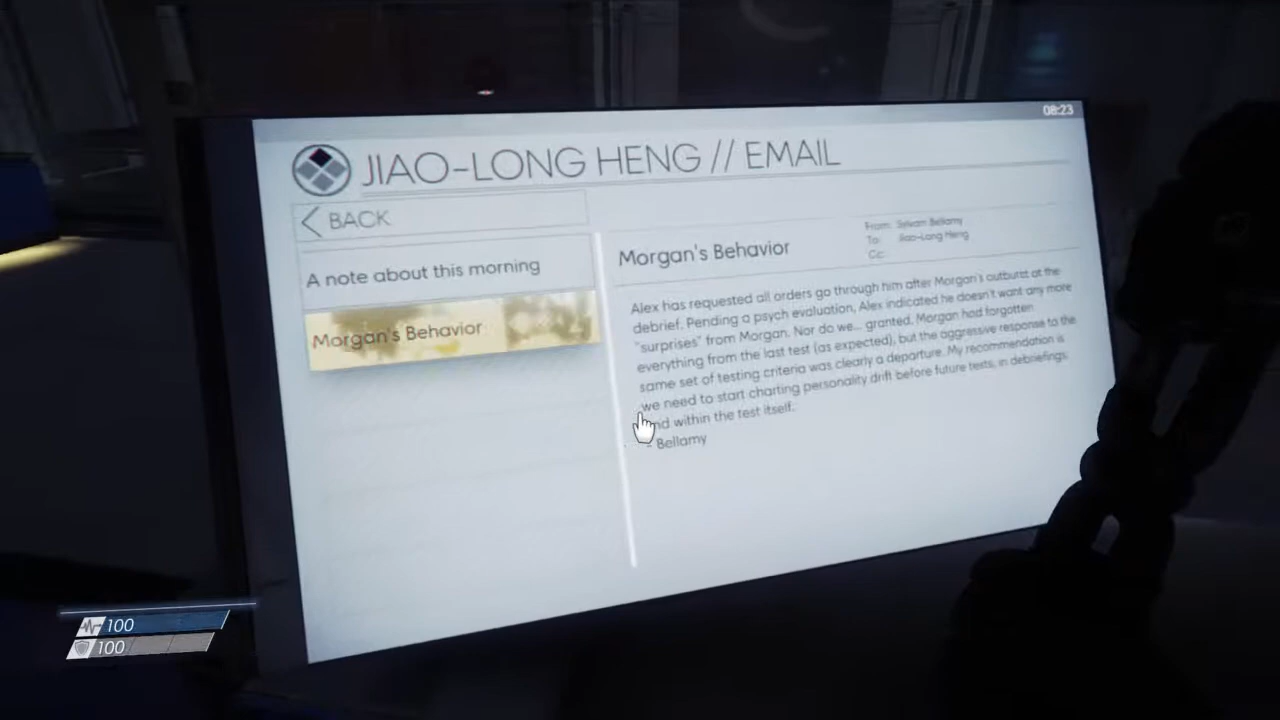 08:23
JIAO-LONG HENG // EMAIL
BACK
A note about this morning
Morgan's Behavior
Morgan's Behavior
From: Sylvain Bellamy
To: Jiao-Long Heng
Cc:
Alex has requested all orders go through him after Morgan's outburst at the
debrief. Pending a psych evaluation, Alex indicated he doesn't want any more
"surprises" from Morgan. Nor do we... granted, Morgan had forgotten
everything from the last test (as expected), but the aggressive response to the
same set of testing criteria was clearly a departure. My recommendation is
we need to start charting personality drift before future tests, in debriefings
and within the test itself.
- Bellamy
100
100